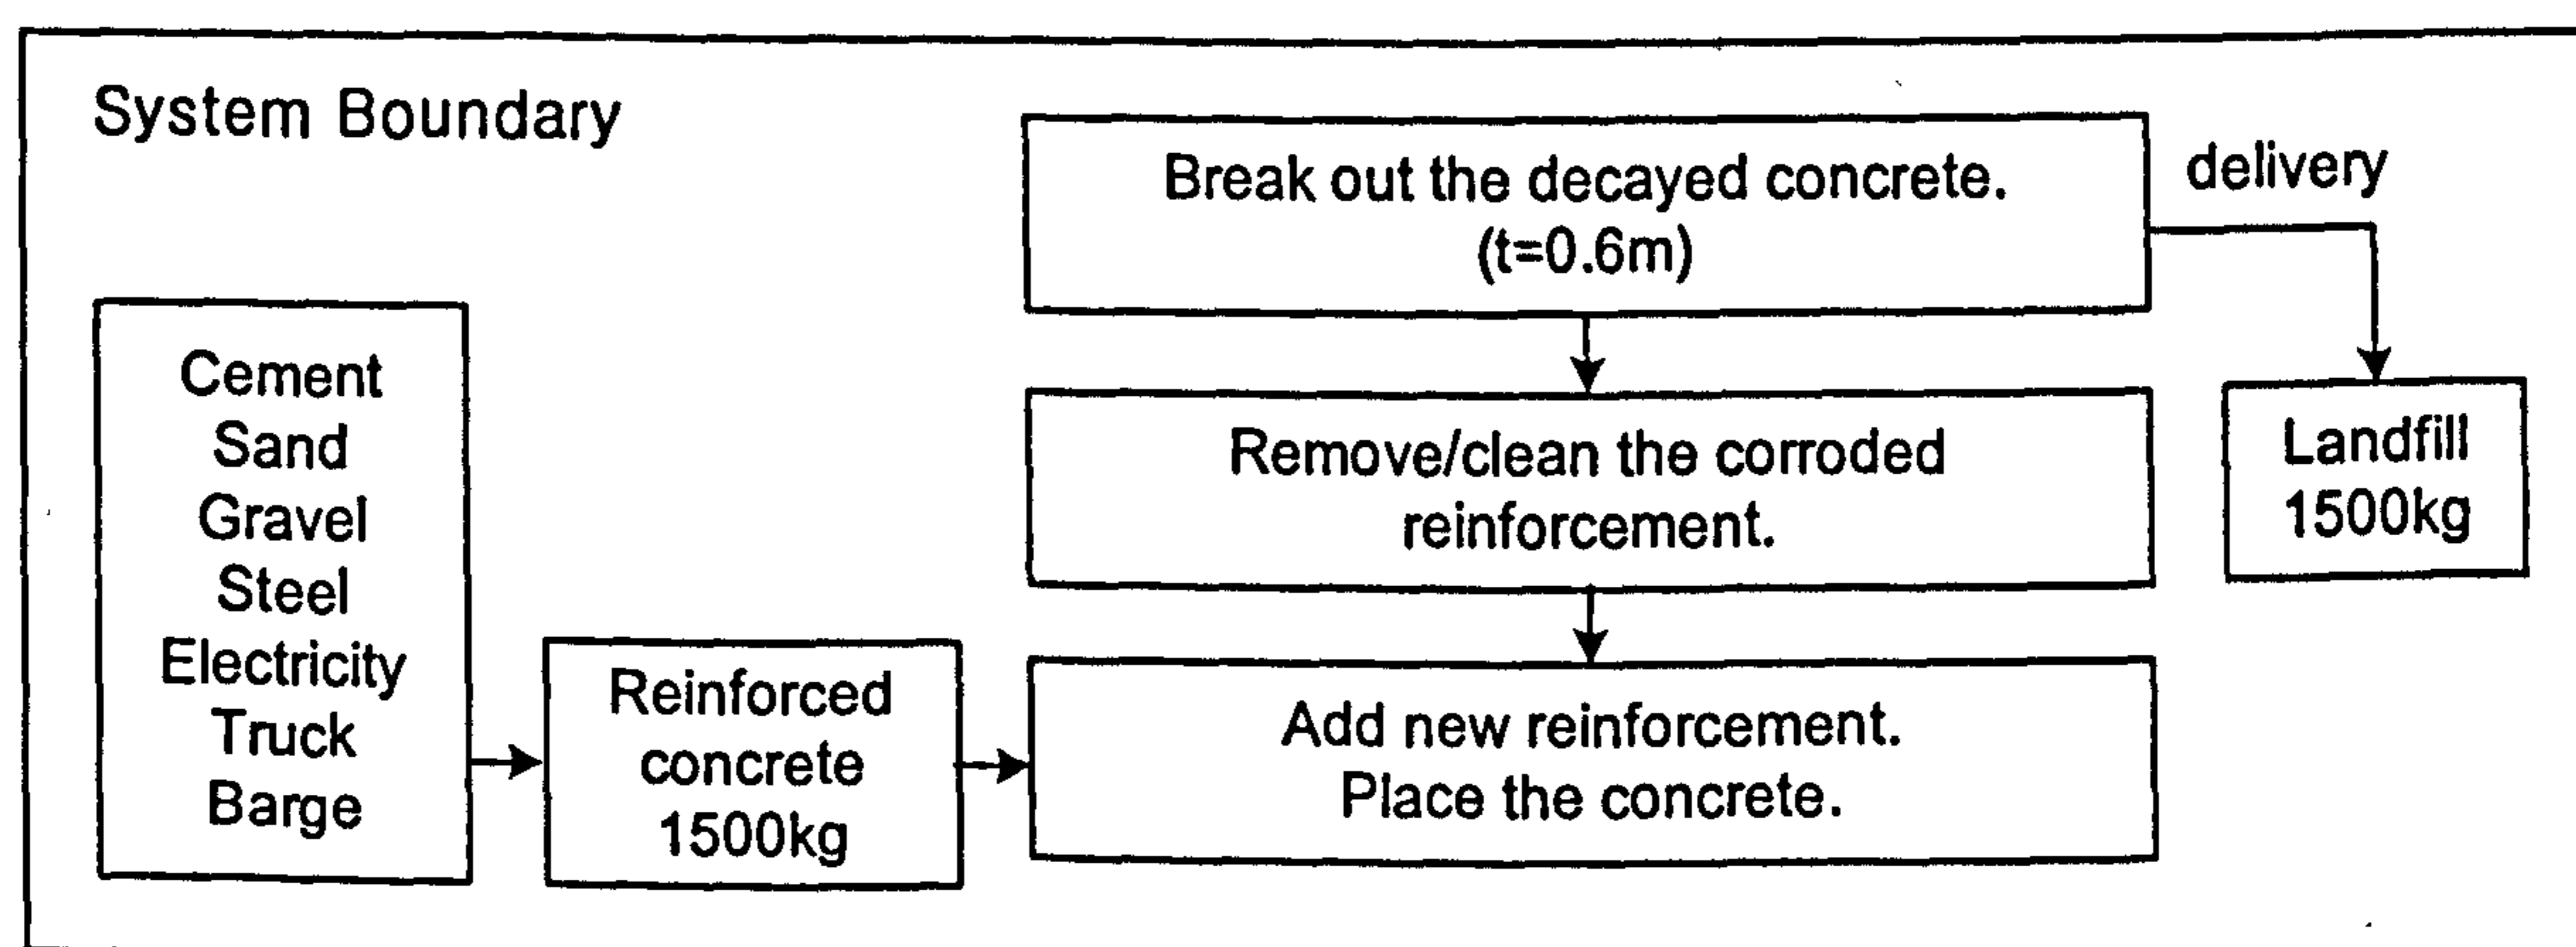 System Boundary
Break out the decayed concrete.
(t=0.6m)
delivery
Landfill
1500kg
Remove/clean the corroded
reinforcement.
Cement
Sand
Gravel
Steel
Electricity
Truck
Barge
Reinforced
concrete
1500kg
Add new reinforcement.
Place the concrete.